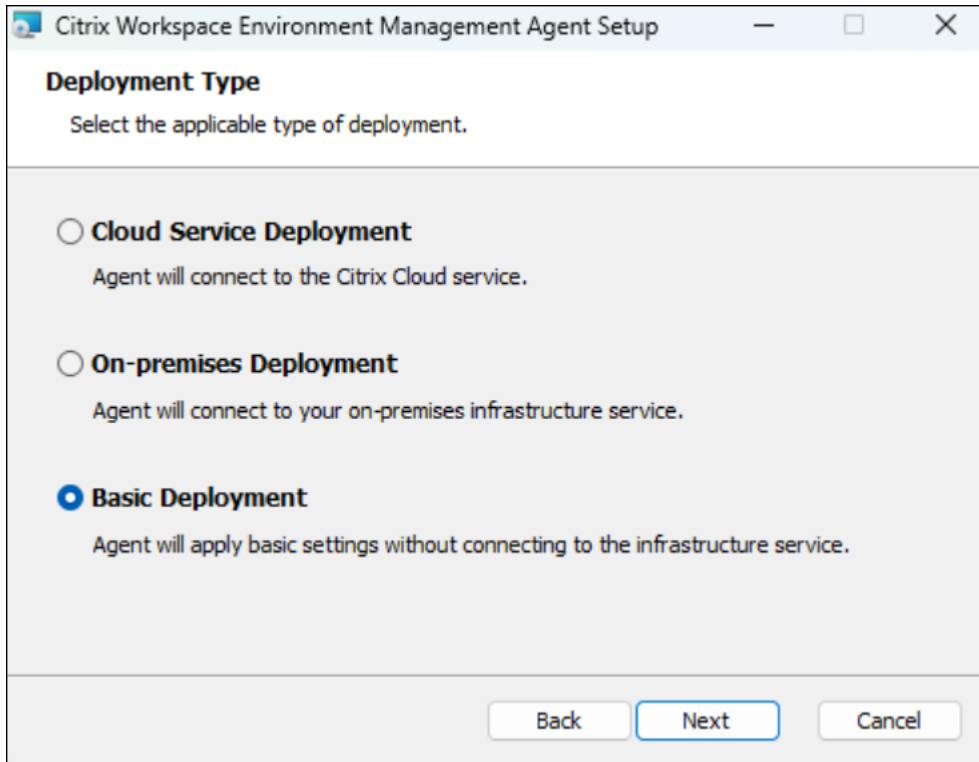 Citrix Workspace Environment Management Agent Setup
Deployment Type
Select the applicable type of deployment.
Cloud Service Deployment
Agent will connect to the Citrix Cloud service.
On-premises Deployment
Agent will connect to your on-premises infrastructure service.
Basic Deployment
Agent will apply basic settings without connecting to the infrastructure service.
Back Next Cancel